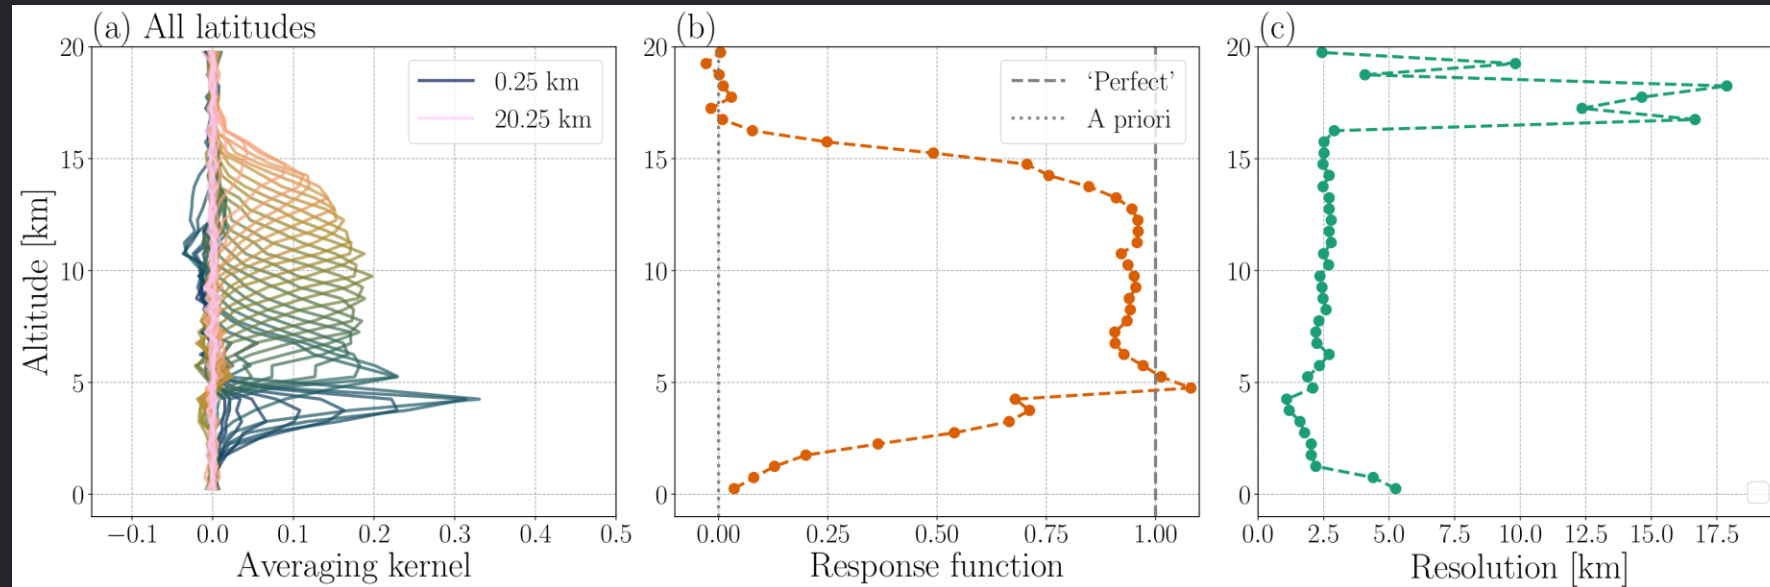 (a) All latitudes
20
15
10
5
0
Altitude [km]
0.25 km
20.25 km
−0.1 0.0 0.1 0.2 0.3 0.4 0.5
Averaging kernel
(b)
20
15
10
5
0
‘Perfect’
A priori
0.00 0.25 0.50 0.75 1.00
Response function
(c)
20
15
10
5
0
0.0 2.5 5.0 7.5 10.0 12.5 15.0 17.5
Resolution [km]